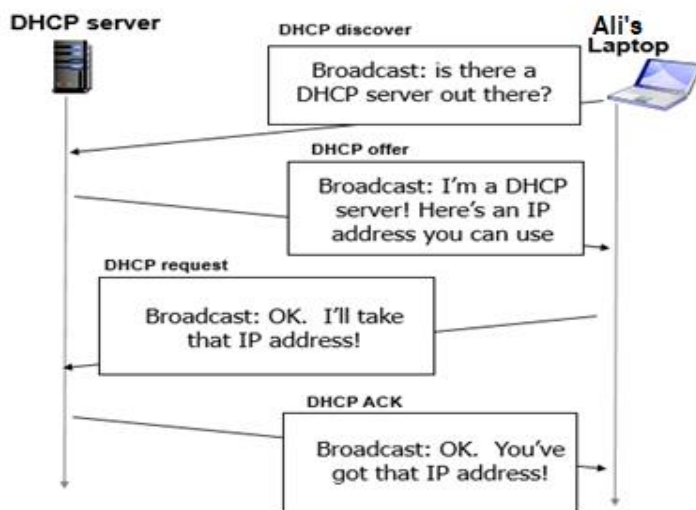 DHCP server
Ali's
Laptop
DHCP discover
Broadcast: is there a
DHCP server out there?
DHCP offer
Broadcast: I'm a DHCP
server! Here's an IP
address you can use
DHCP request
Broadcast: OK. I'll take
that IP address!
DHCP ACK
Broadcast: OK. You've
got that IP address!